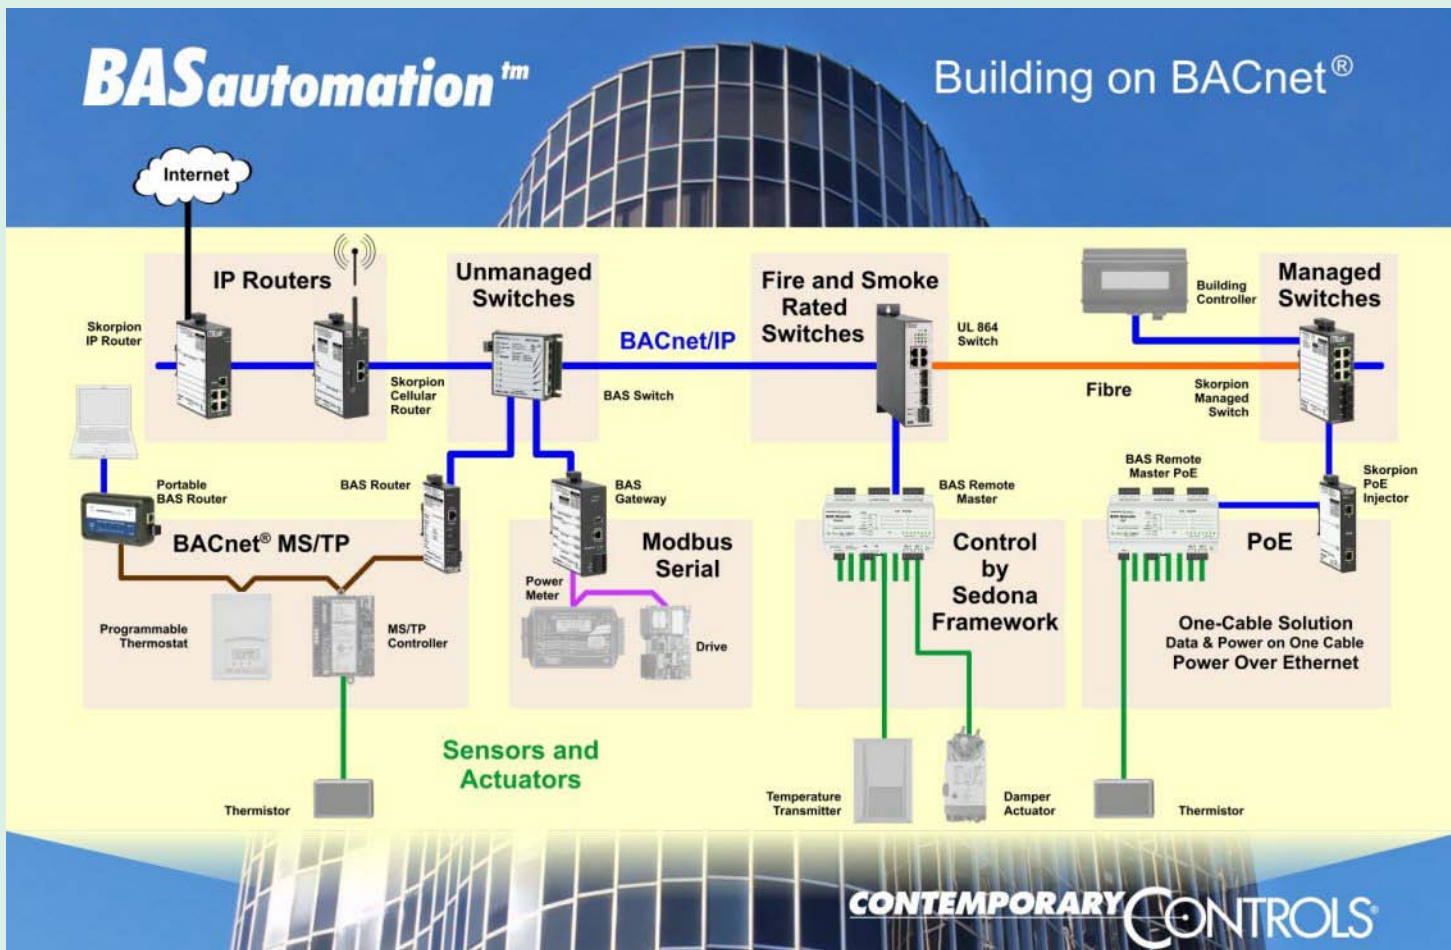 BASautomation™
Building on BACnet®
Internet
IP Routers
Unmanaged
Switches
Fire and Smoke
Rated
Switches
Managed
Switches
Building
Controller
Skorpion
IP Router
BACnet/IP
UL 864
Switch
Skorpion
Cellular
Router
BAS Switch
Fibre
Skorpion
Managed
Switch
Portable
BAS Router
BAS Router
BAS
Gateway
BAS Remote
Master
BAS Remote
Master PoE
Skorpion
PoE
Injector
BACnet® MS/TP
Modbus
Serial
Control
by
Sedona
Framework
PoE
Power
Meter
Programmable
Thermostat
MS/TP
Controller
Drive
One-Cable Solution
Data & Power on One Cable
Power Over Ethernet
Sensors and
Actuators
Thermistor
Temperature
Transmitter
Damper
Actuator
Thermistor
CONTEMPORARY CONTROLS®